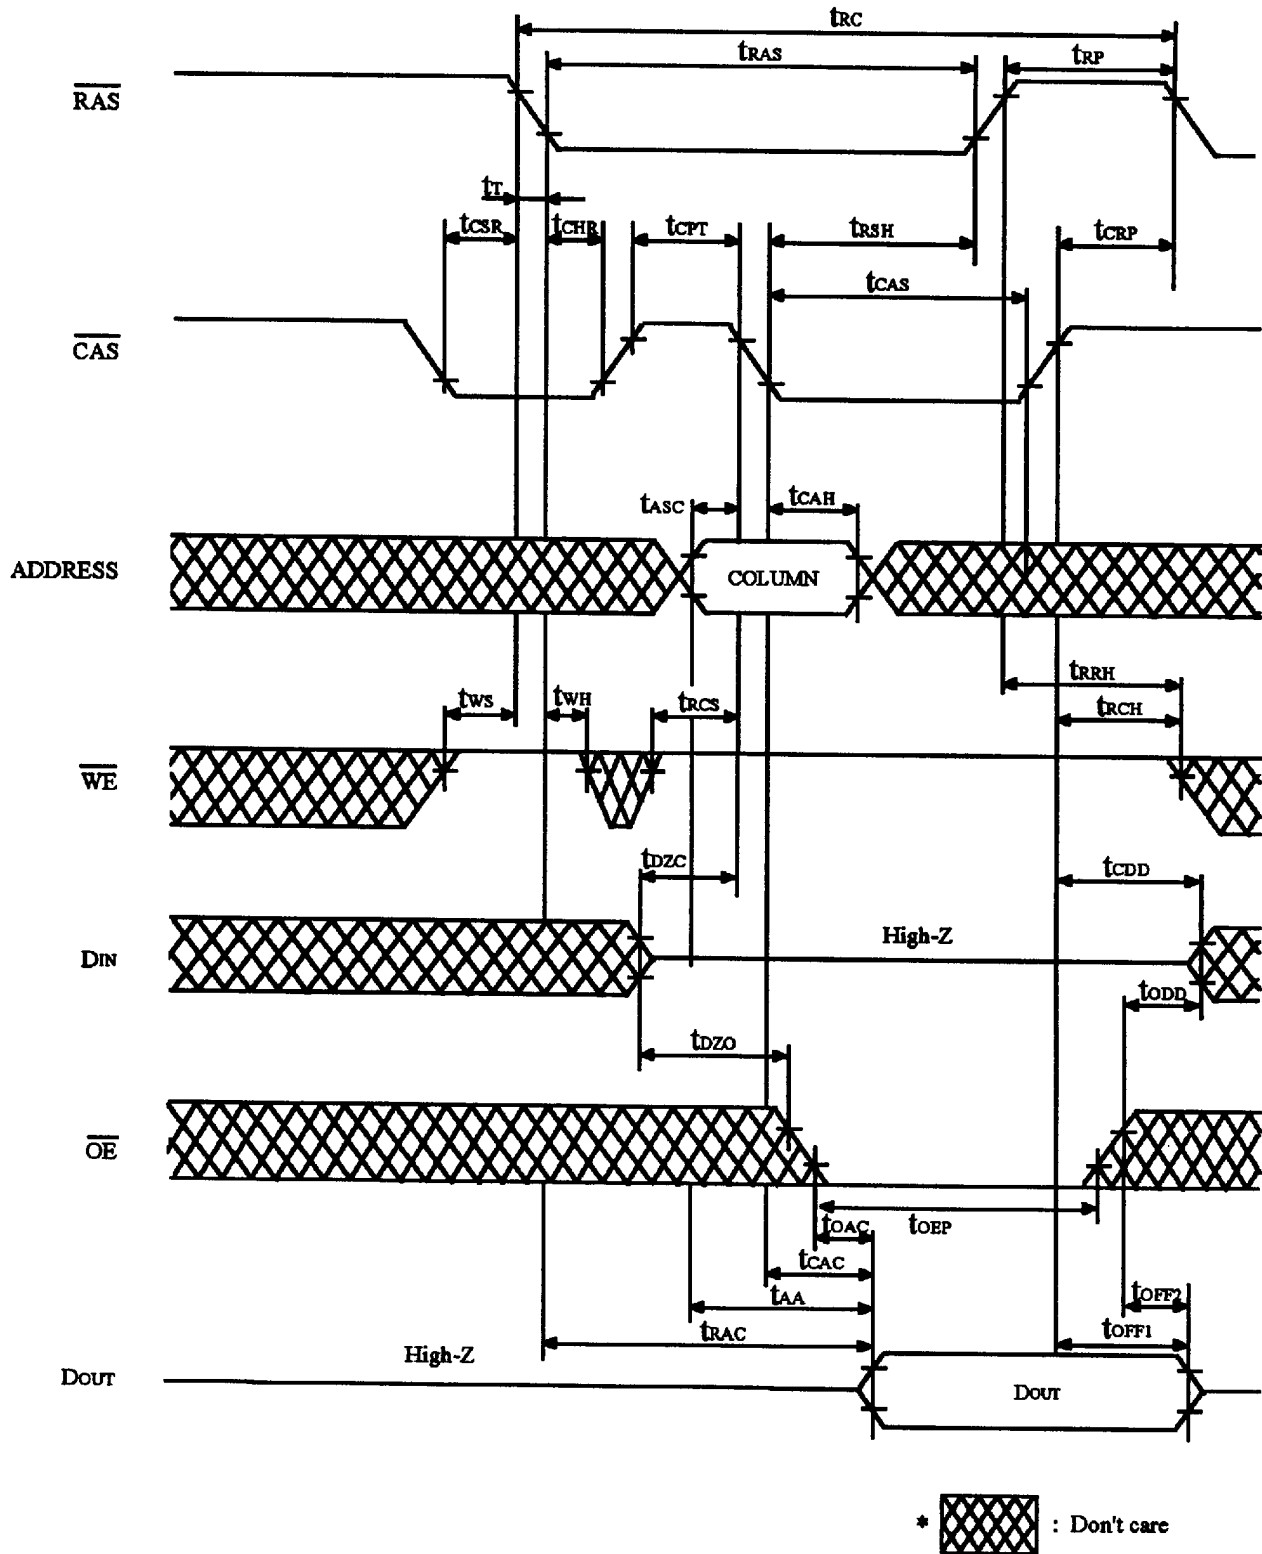 tRC
tRAS
tRP
RAS
tT
tCSR
tCHR
tCPT
tRSH
tCRP
tCAS
CAS
tASC
tCAH
ADDRESS
COLUMN
tRRH
tWS
tWH
tRCS
tRCH
WE
tDZC
tCDD
High-Z
DIN
tODD
tDZO
OE
tOAC
tOEP
tCAC
tAA
tOFF2
tRAC
tOFF1
High-Z
DOUT
DOUT
* : Don't care